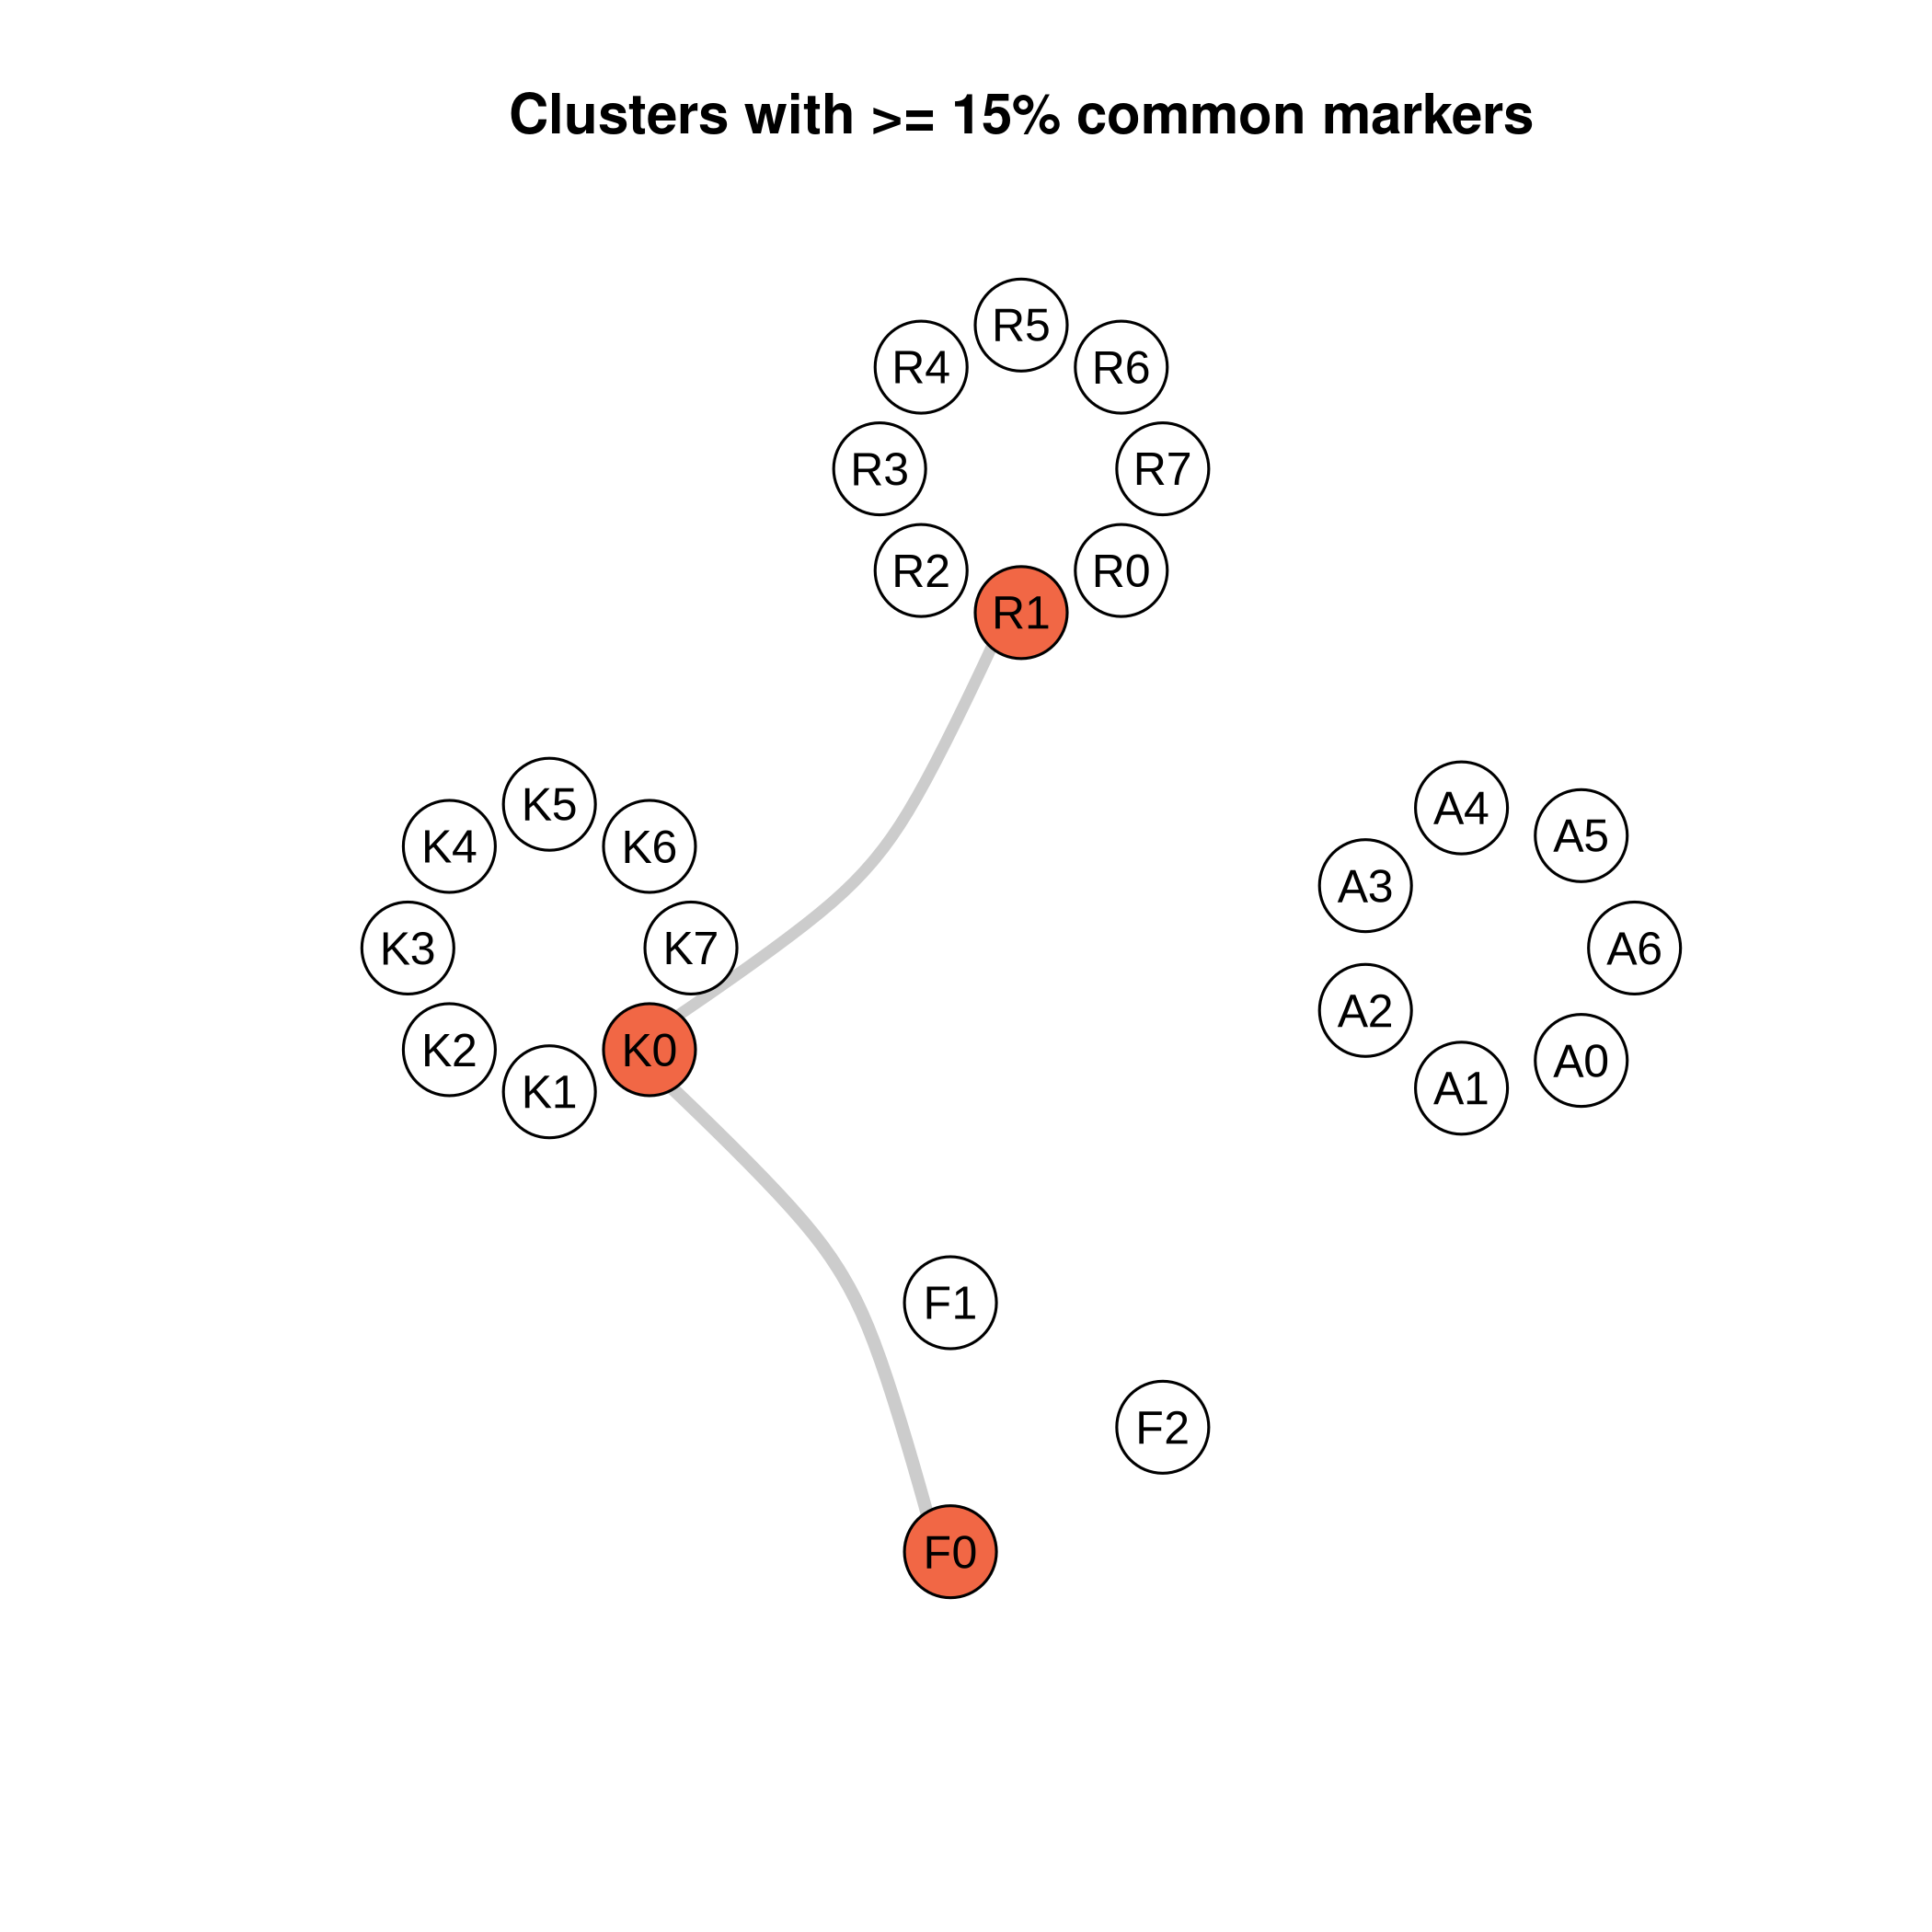 Clusters with >= 15% common markers
R5
R4
R6
R3
R7
R2
R0
R1
K5
A4
A5
K4
K6
A3
K3
K7
A6
A2
K2
K0
A0
K1
A1
F1
F2
F0